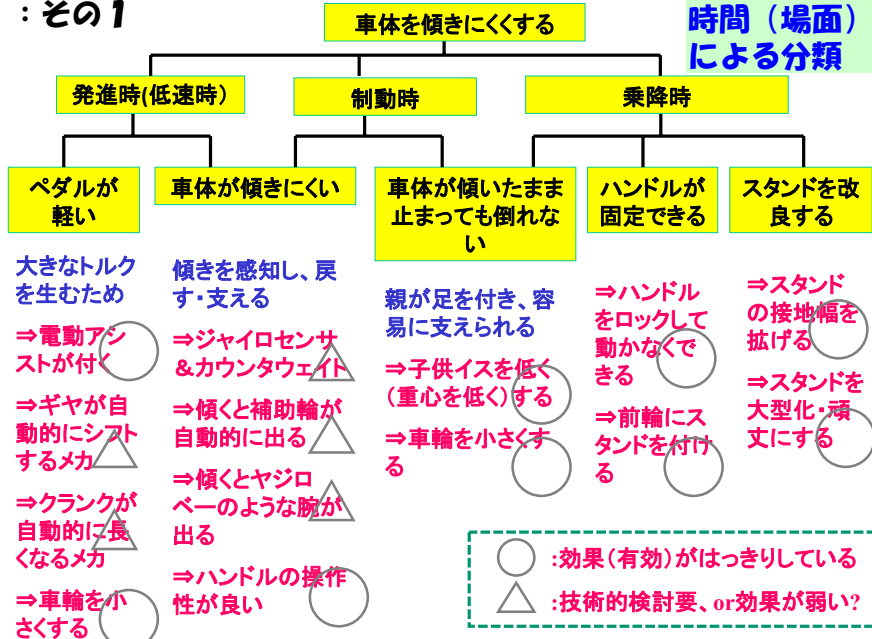 ：その1
時間（場面）
による分類
車体を傾きにくくする
発進時(低速時）
制動時
乗降時
ペダルが
軽い
車体が傾きにくい
車体が傾いたまま
止まっても倒れな
い
ハンドルが
固定できる
スタンドを改
良する
大きなトルク
を生むため
⇒電動アシ
ストが付く
⇒ギヤが自
動的にシフト
するメカ
⇒クランクが
自動的に長
くなるメカ
⇒車輪を小
さくする
傾きを感知し、戻
す・支える
⇒ジャイロセンサ
＆カウンタウェイト
⇒傾くと補助輪が
自動的に出る
⇒傾くとヤジロ
ベーのような腕が
出る
⇒ハンドルの操作
性が良い
親が足を付き、容
易に支えられる
⇒子供イスを低く
（重心を低く）する
⇒車輪を小さくす
る
⇒ハンドル
をロックして
動かなくで
きる
⇒前輪にス
タンドを付け
る
⇒スタンド
の接地幅を
拡げる
⇒スタンドを
大型化・頑
丈にする
：効果（有効）がはっきりしている
：技術的検討要、or効果が弱い?